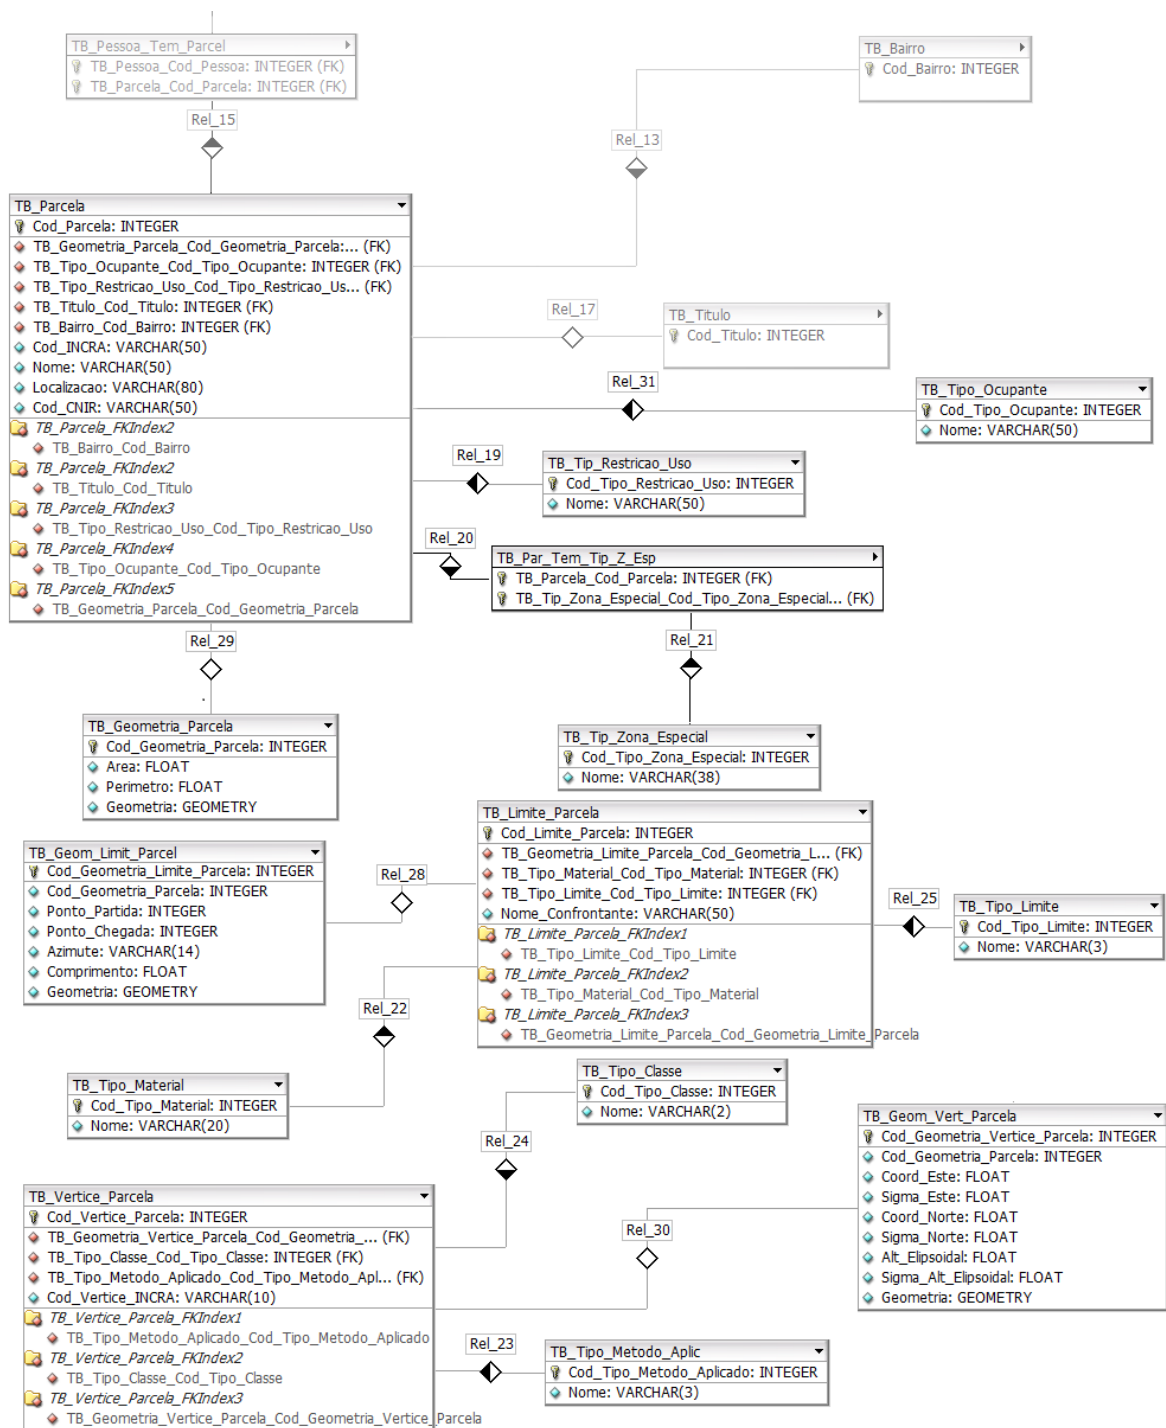 TB_Pessoa_Tem_Parcel
TB_Pessoa_Cod_Pessoa: INTEGER (FK)
TB_Parcela_Cod_Parcela: INTEGER (FK)
TB_Bairro
Cod_Bairro: INTEGER
Rel_15
Rel_13
TB_Parcela
Cod_Parcela: INTEGER
TB_Geometria_Parcela_Cod_Geometria_Parcela:... (FK)
TB_Tipo_Ocupante_Cod_Tipo_Ocupante: INTEGER (FK)
TB_Tipo_Restricao_Uso_Cod_Tipo_Restricao_Us... (FK)
TB_Titulo_Cod_Titulo: INTEGER (FK)
TB_Bairro_Cod_Bairro: INTEGER (FK)
Cod_INCRA: VARCHAR(50)
Nome: VARCHAR(50)
Localizacao: VARCHAR(80)
Cod_CNIR: VARCHAR(50)
TB_Parcela_FKIndex2
TB_Bairro_Cod_Bairro
TB_Parcela_FKIndex2
TB_Titulo_Cod_Titulo
TB_Parcela_FKIndex3
TB_Tipo_Restricao_Uso_Cod_Tipo_Restricao_Uso
TB_Parcela_FKIndex4
TB_Tipo_Ocupante_Cod_Tipo_Ocupante
TB_Parcela_FKIndex5
TB_Geometria_Parcela_Cod_Geometria_Parcela
Rel_17
TB_Titulo
Cod_Titulo: INTEGER
Rel_31
TB_Tipo_Ocupante
Cod_Tipo_Ocupante: INTEGER
Nome: VARCHAR(50)
Rel_19
TB_Tip_Restricao_Uso
Cod_Tipo_Restricao_Uso: INTEGER
Nome: VARCHAR(50)
Rel_20
TB_Par_Tem_Tip_Z_Esp
TB_Parcela_Cod_Parcela: INTEGER (FK)
TB_Tip_Zona_Especial_Cod_Tipo_Zona_Especial... (FK)
Rel_29
Rel_21
TB_Geometria_Parcela
Cod_Geometria_Parcela: INTEGER
Area: FLOAT
Perimetro: FLOAT
Geometria: GEOMETRY
TB_Tip_Zona_Especial
Cod_Tipo_Zona_Especial: INTEGER
Nome: VARCHAR(38)
TB_Geom_Limit_Parcel
Cod_Geometria_Limite_Parcela: INTEGER
Cod_Geometria_Parcela: INTEGER
Ponto_Partida: INTEGER
Ponto_Chegada: INTEGER
Azimute: VARCHAR(14)
Comprimento: FLOAT
Geometria: GEOMETRY
Rel_28
TB_Limite_Parcela
Cod_Limite_Parcela: INTEGER
TB_Geometria_Limite_Parcela_Cod_Geometria_L... (FK)
TB_Tipo_Material_Cod_Tipo_Material: INTEGER (FK)
TB_Tipo_Limite_Cod_Tipo_Limite: INTEGER (FK)
Nome_Confrontante: VARCHAR(50)
TB_Limite_Parcela_FKIndex1
TB_Tipo_Limite_Cod_Tipo_Limite
TB_Limite_Parcela_FKIndex2
TB_Tipo_Material_Cod_Tipo_Material
TB_Limite_Parcela_FKIndex3
TB_Geometria_Limite_Parcela_Cod_Geometria_Limite_Parcela
Rel_25
TB_Tipo_Limite
Cod_Tipo_Limite: INTEGER
Nome: VARCHAR(3)
Rel_22
TB_Tipo_Material
Cod_Tipo_Material: INTEGER
Nome: VARCHAR(20)
TB_Tipo_Classe
Cod_Tipo_Classe: INTEGER
Nome: VARCHAR(2)
Rel_24
TB_Geom_Vert_Parcela
Cod_Geometria_Vertice_Parcela: INTEGER
Cod_Geometria_Parcela: INTEGER
Coord_Este: FLOAT
Sigma_Este: FLOAT
Coord_Norte: FLOAT
Sigma_Norte: FLOAT
Alt_Elipsoidal: FLOAT
Sigma_Alt_Elipsoidal: FLOAT
Geometria: GEOMETRY
TB_Vertice_Parcela
Cod_Vertice_Parcela: INTEGER
TB_Geometria_Vertice_Parcela_Cod_Geometria_... (FK)
TB_Tipo_Classe_Cod_Tipo_Classe: INTEGER (FK)
TB_Tipo_Metodo_Aplicado_Cod_Tipo_Metodo_Apl... (FK)
Cod_Vertice_INCRA: VARCHAR(10)
TB_Vertice_Parcela_FKIndex1
TB_Tipo_Metodo_Aplicado_Cod_Tipo_Metodo_Aplicado
TB_Vertice_Parcela_FKIndex2
TB_Tipo_Classe_Cod_Tipo_Classe
TB_Vertice_Parcela_FKIndex3
TB_Geometria_Vertice_Parcela_Cod_Geometria_Vertice_Parcela
Rel_30
Rel_23
TB_Tipo_Metodo_Aplic
Cod_Tipo_Metodo_Aplicado: INTEGER
Nome: VARCHAR(3)